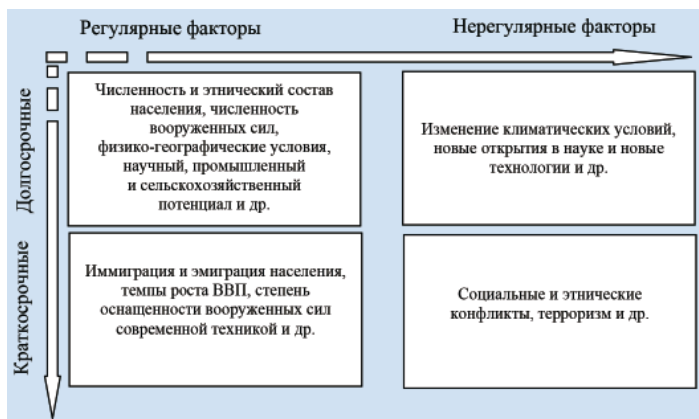 Регулярные факторы
Нерегулярные факторы
Долгосрочные
Численность и этнический состав
населения, численность
вооруженных сил,
физико-географические условия,
научный, промышленный
и сельскохозяйственный
потенциал и др.
Изменение климатических условий,
новые открытия в науке и новые
технологии и др.
Краткосрочные
Иммиграция и эмиграция населения,
темпы роста ВВП, степень
оснащенности вооруженных сил
современной техникой и др.
Социальные и этнические
конфликты, терроризм и др.